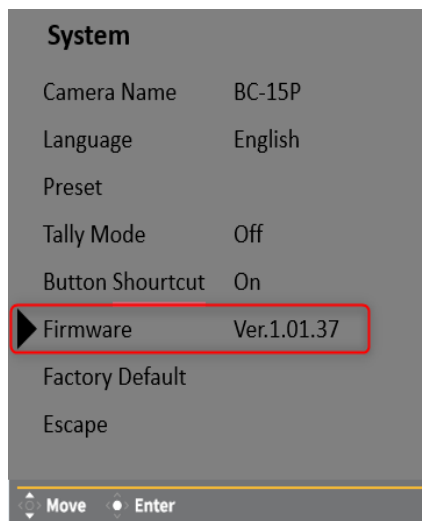 System
Camera Name BC-15P
Language English
Preset
Tally Mode Off
Button Shourtcut On
Firmware Ver.1.01.37
Factory Default
Escape
Move Enter